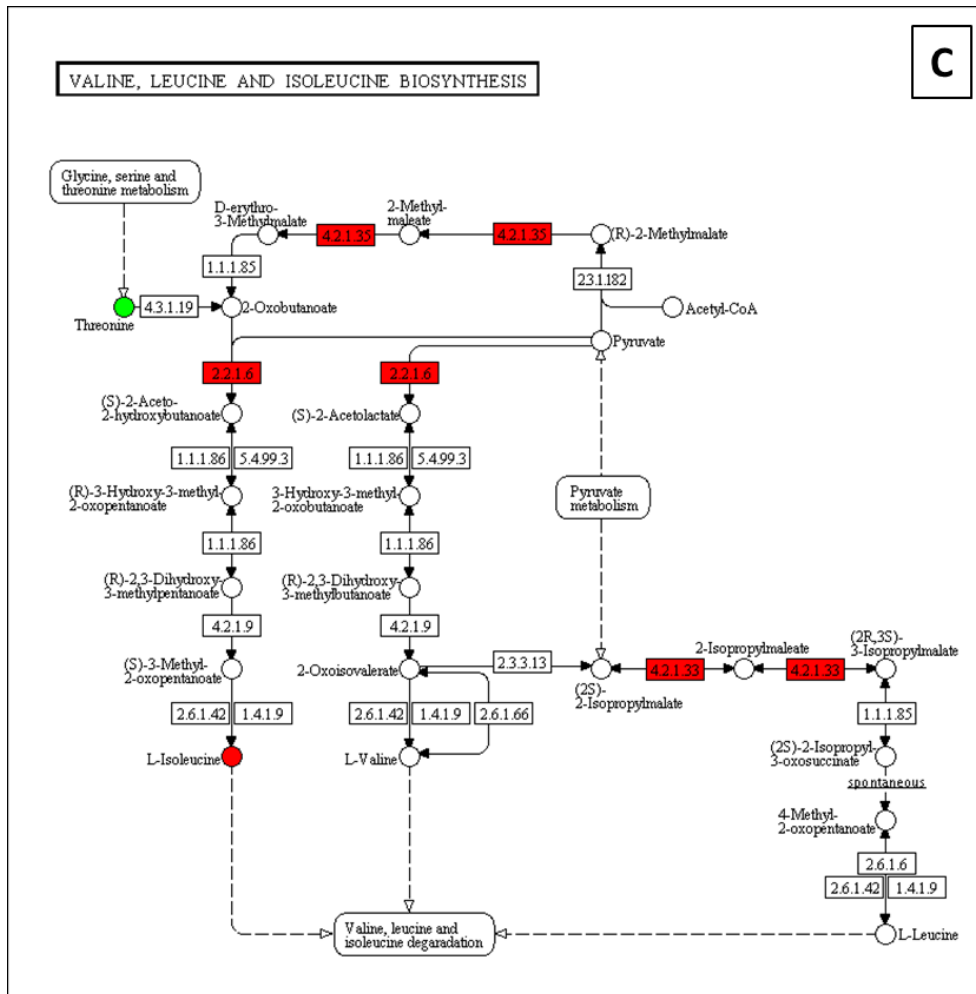 C
VALINE, LEUCINE AND ISOLEUCINE BIOSYNTHESIS
Glycine, serine and
threonine metabolism
D-erythro-
3-Methylmalate
4.2.1.35
2-Methyl-
maleate
4.2.1.35
(R)-2-Methylmalate
1.1.1.85
2.3.1.182
Threonine
4.3.1.19
2-Oxobutanoate
Acetyl-CoA
Pyruvate
2.2.1.6
2.2.1.6
(S)-2-Aceto-
2-hydroxybutanoate
(S)-2-Acetolactate
1.1.1.86
5.4.99.3
1.1.1.86
5.4.99.3
(R)-3-Hydroxy-3-methyl-
2-oxopentanoate
3-Hydroxy-3-methyl-
2-oxobutanoate
Pyruvate
metabolism
1.1.1.86
1.1.1.86
(R)-2,3-Dihydroxy-
3-methylpentanoate
(R)-2,3-Dihydroxy-
3-methylbutanoate
4.2.1.9
4.2.1.9
(S)-3-Methyl-
2-oxopentanoate
2-Oxoisovalerate
2.3.3.13
(2S)-
2-Isopropylmalate
4.2.1.33
2-Isopropylmaleate
4.2.1.33
(2R,3S)-
3-Isopropylmalate
2.6.1.42
1.4.1.9
2.6.1.42
1.4.1.9
2.6.1.66
1.1.1.85
L-Isoleucine
L-Valine
(2S)-2-Isopropyl-
3-oxosuccinate
spontaneous
4-Methyl-
2-oxopentanoate
2.6.1.6
2.6.1.42
1.4.1.9
Valine, leucine and
isoleucine degaradation
L-Leucine